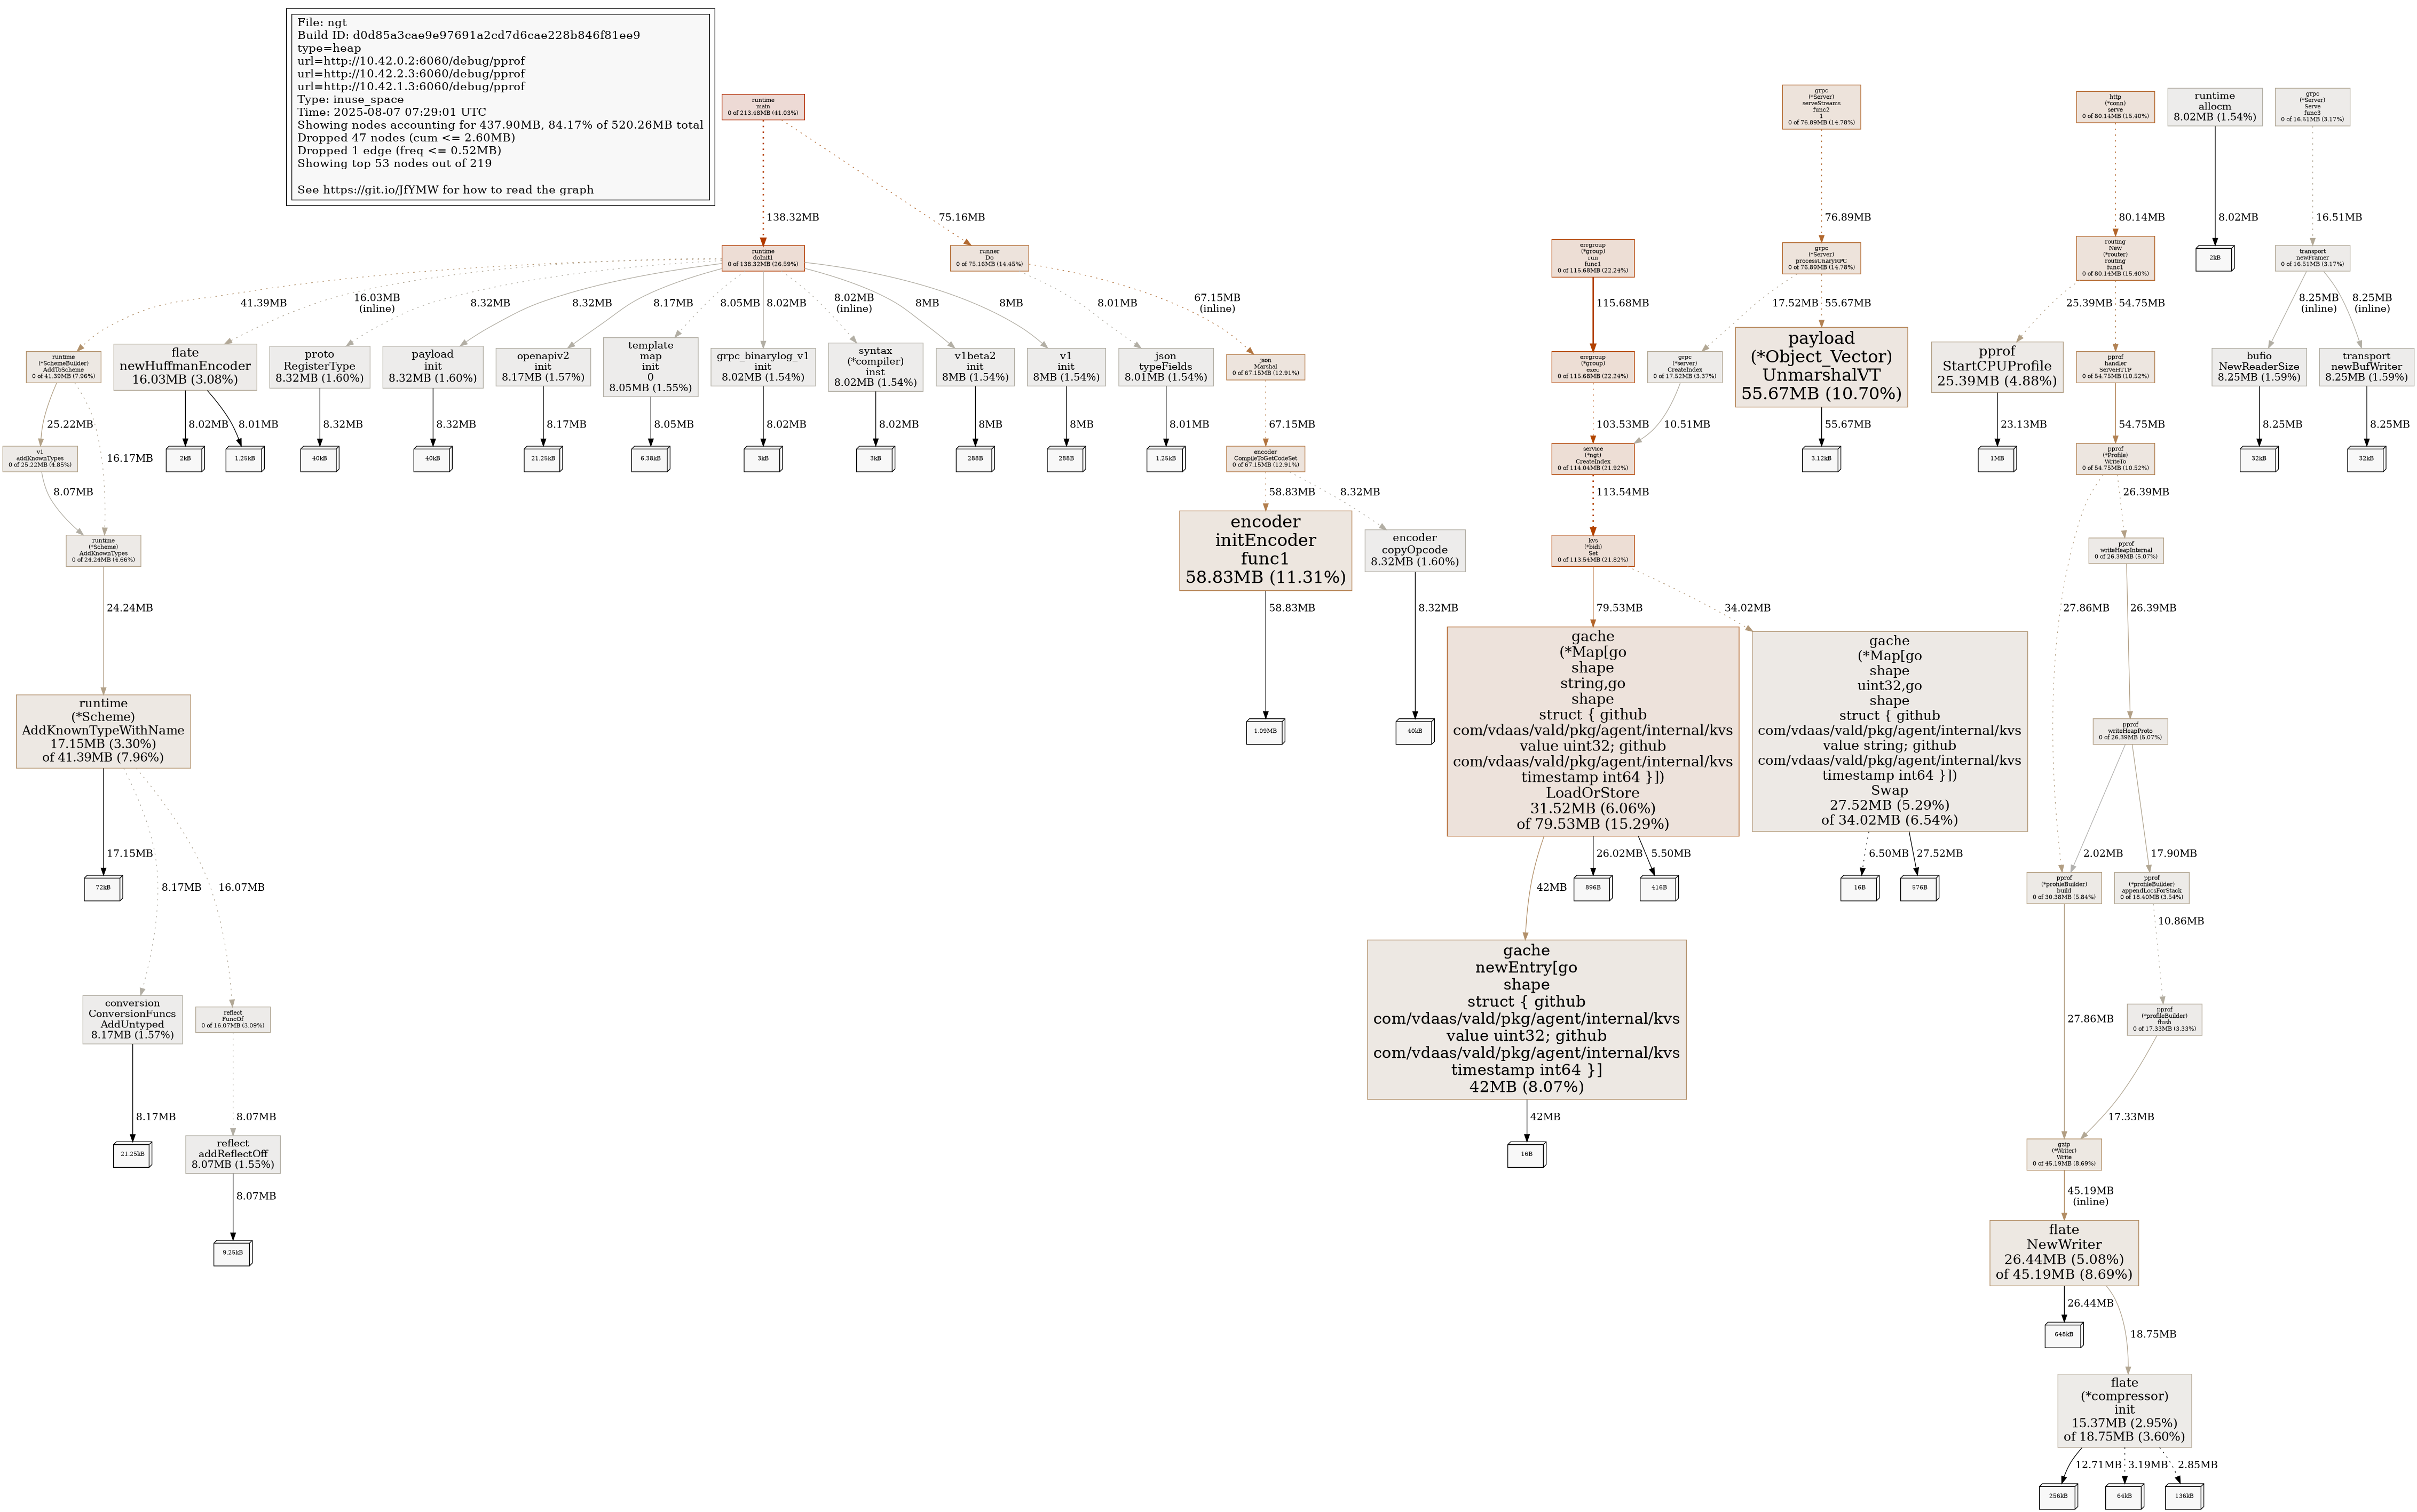 File: ngt
Build ID: d0d85a3cae9e97691a2cd7d6cae228b846f81ee9
type=heap
url=http://10.42.0.2:6060/debug/pprof
url=http://10.42.2.3:6060/debug/pprof
url=http://10.42.1.3:6060/debug/pprof
Type: inuse_space
Time: 2025-08-07 07:29:01 UTC
Showing nodes accounting for 437.90MB, 84.17% of 520.26MB total
Dropped 47 nodes (cum <= 2.60MB)
Dropped 1 edge (freq <= 0.52MB)
Showing top 53 nodes out of 219
See https://git.io/JfYMW for how to read the graph
runtime
main
0 of 213.48MB (41.03%)
grpc
(*Server)
serveStreams
func2
1
0 of 76.89MB (14.78%)
http
(*conn)
serve
0 of 80.14MB (15.40%)
runtime
allocm
8.02MB (1.54%)
grpc
(*Server)
Serve
func3
0 of 16.51MB (3.17%)
138.32MB
75.16MB
76.89MB
80.14MB
8.02MB
16.51MB
runtime
doInit1
0 of 138.32MB (26.59%)
runner
Do
0 of 75.16MB (14.45%)
errgroup
(*group)
run
func1
0 of 115.68MB (22.24%)
grpc
(*Server)
processUnaryRPC
0 of 76.89MB (14.78%)
routing
New
(*router)
routing
func1
0 of 80.14MB (15.40%)
2kB
transport
newFramer
0 of 16.51MB (3.17%)
41.39MB
16.03MB
(inline)
8.32MB
8.32MB
8.17MB
8.05MB
8.02MB
8.02MB
(inline)
8MB
8MB
8.01MB
67.15MB
(inline)
115.68MB
17.52MB
55.67MB
25.39MB
54.75MB
8.25MB
(inline)
8.25MB
(inline)
runtime
(*SchemeBuilder)
AddToScheme
0 of 41.39MB (7.96%)
flate
newHuffmanEncoder
16.03MB (3.08%)
proto
RegisterType
8.32MB (1.60%)
payload
init
8.32MB (1.60%)
openapiv2
init
8.17MB (1.57%)
template
map
init
0
8.05MB (1.55%)
grpc_binarylog_v1
init
8.02MB (1.54%)
syntax
(*compiler)
inst
8.02MB (1.54%)
v1beta2
init
8MB (1.54%)
v1
init
8MB (1.54%)
json
typeFields
8.01MB (1.54%)
json
Marshal
0 of 67.15MB (12.91%)
errgroup
(*group)
exec
0 of 115.68MB (22.24%)
grpc
(*server)
CreateIndex
0 of 17.52MB (3.37%)
payload
(*Object_Vector)
UnmarshalVT
55.67MB (10.70%)
pprof
StartCPUProfile
25.39MB (4.88%)
pprof
handler
ServeHTTP
0 of 54.75MB (10.52%)
bufio
NewReaderSize
8.25MB (1.59%)
transport
newBufWriter
8.25MB (1.59%)
25.22MB
16.17MB
8.02MB
8.01MB
8.32MB
8.32MB
8.17MB
8.05MB
8.02MB
8.02MB
8MB
8MB
8.01MB
67.15MB
103.53MB
10.51MB
55.67MB
23.13MB
54.75MB
8.25MB
8.25MB
v1
addKnownTypes
0 of 25.22MB (4.85%)
2kB
1.25kB
40kB
40kB
21.25kB
6.38kB
3kB
3kB
288B
288B
1.25kB
encoder
CompileToGetCodeSet
0 of 67.15MB (12.91%)
service
(*ngt)
CreateIndex
0 of 114.04MB (21.92%)
3.12kB
1MB
pprof
(*Profile)
WriteTo
0 of 54.75MB (10.52%)
32kB
32kB
8.07MB
58.83MB
8.32MB
113.54MB
26.39MB
runtime
(*Scheme)
AddKnownTypes
0 of 24.24MB (4.66%)
encoder
initEncoder
func1
58.83MB (11.31%)
encoder
copyOpcode
8.32MB (1.60%)
kvs
(*bidi)
Set
0 of 113.54MB (21.82%)
pprof
writeHeapInternal
0 of 26.39MB (5.07%)
24.24MB
58.83MB
8.32MB
79.53MB
34.02MB
27.86MB
26.39MB
runtime
(*Scheme)
AddKnownTypeWithName
17.15MB (3.30%)
of 41.39MB (7.96%)
1.09MB
40kB
gache
(*Map[go
shape
string,go
shape
struct { github
com/vdaas/vald/pkg/agent/internal/kvs
value uint32; github
com/vdaas/vald/pkg/agent/internal/kvs
timestamp int64 }])
LoadOrStore
31.52MB (6.06%)
of 79.53MB (15.29%)
gache
(*Map[go
shape
uint32,go
shape
struct { github
com/vdaas/vald/pkg/agent/internal/kvs
value string; github
com/vdaas/vald/pkg/agent/internal/kvs
timestamp int64 }])
Swap
27.52MB (5.29%)
of 34.02MB (6.54%)
pprof
writeHeapProto
0 of 26.39MB (5.07%)
17.15MB
8.17MB
16.07MB
42MB
26.02MB
5.50MB
6.50MB
27.52MB
2.02MB
17.90MB
72kB
896B
416B
16B
576B
pprof
(*profileBuilder)
build
0 of 30.38MB (5.84%)
pprof
(*profileBuilder)
appendLocsForStack
0 of 18.40MB (3.54%)
10.86MB
gache
newEntry[go
shape
struct { github
com/vdaas/vald/pkg/agent/internal/kvs
value uint32; github
com/vdaas/vald/pkg/agent/internal/kvs
timestamp int64 }]
42MB (8.07%)
conversion
ConversionFuncs
AddUntyped
8.17MB (1.57%)
reflect
FuncOf
0 of 16.07MB (3.09%)
27.86MB
pprof
(*profileBuilder)
flush
0 of 17.33MB (3.33%)
8.17MB
8.07MB
42MB
17.33MB
21.25kB
reflect
addReflectOff
8.07MB (1.55%)
16B
gzip
(*Writer)
Write
0 of 45.19MB (8.69%)
8.07MB
45.19MB
(inline)
9.25kB
flate
NewWriter
26.44MB (5.08%)
of 45.19MB (8.69%)
26.44MB
18.75MB
648kB
flate
(*compressor)
init
15.37MB (2.95%)
of 18.75MB (3.60%)
12.71MB
3.19MB
2.85MB
256kB
64kB
136kB